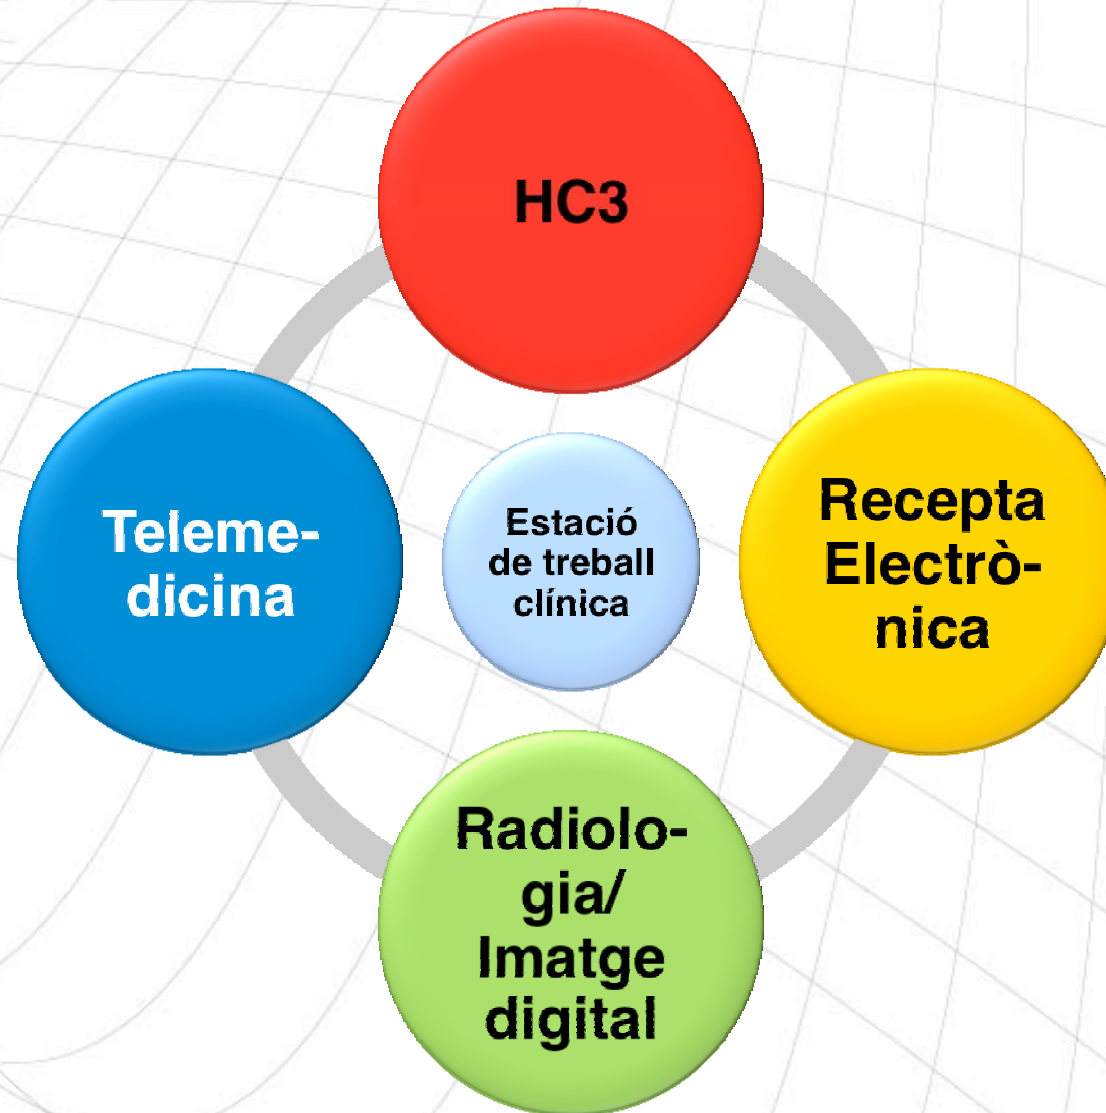 HC3
Teleme-
dicina
Estació
de treball
clínica
Recepta
Electrò-
nica
Radiolo-
gia/
Imatge
digital